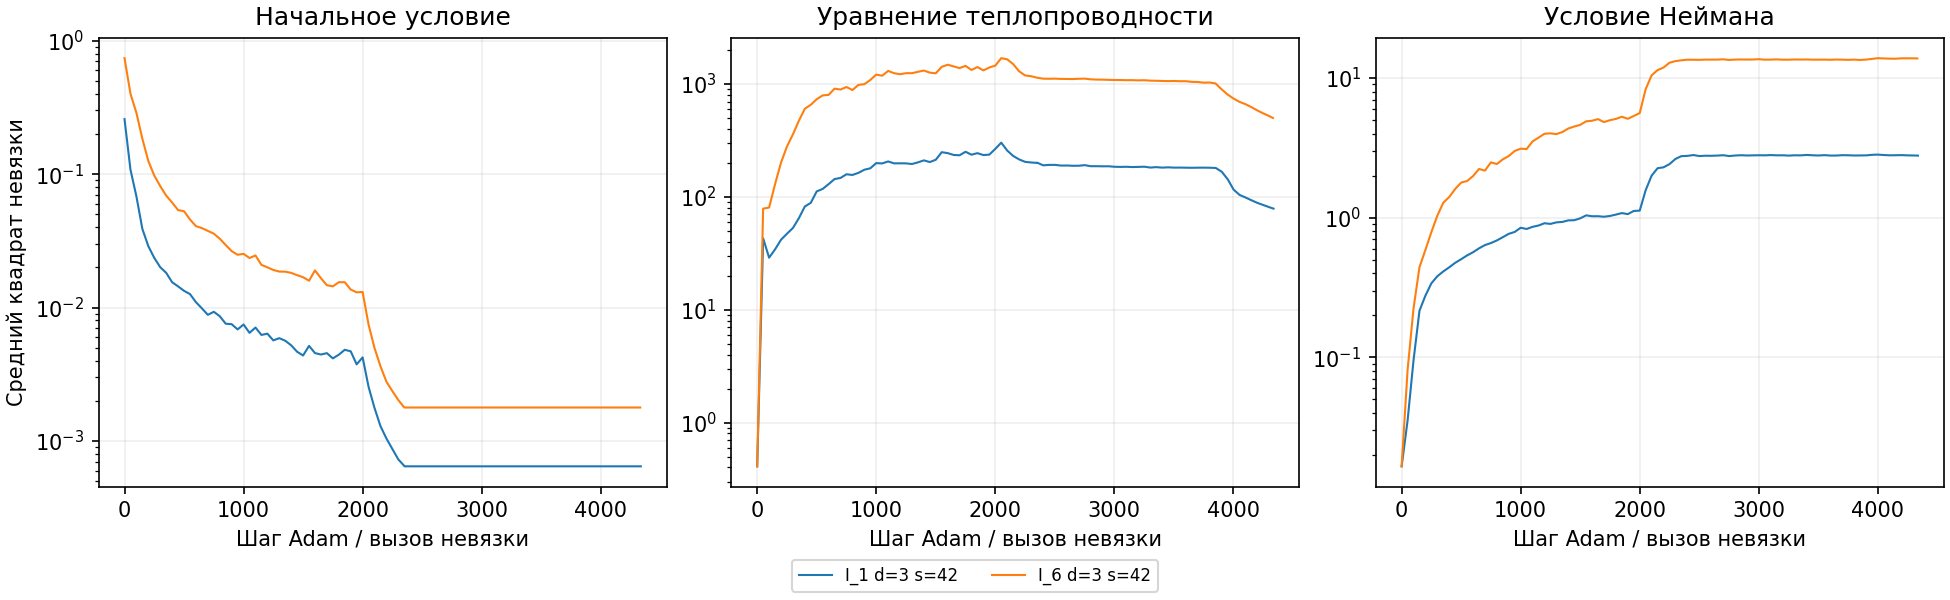 Начальное условие
Уравнение теплопроводности
Условие Неймана
Средний квадрат невязки
10^0
10^-1
10^-2
10^-3
10^3
10^2
10^1
10^0
10^1
10^0
10^-1
0 1000 2000 3000 4000
0 1000 2000 3000 4000
0 1000 2000 3000 4000
Шаг Adam / вызов невязки
Шаг Adam / вызов невязки
Шаг Adam / вызов невязки
I_1 d=3 s=42
I_6 d=3 s=42